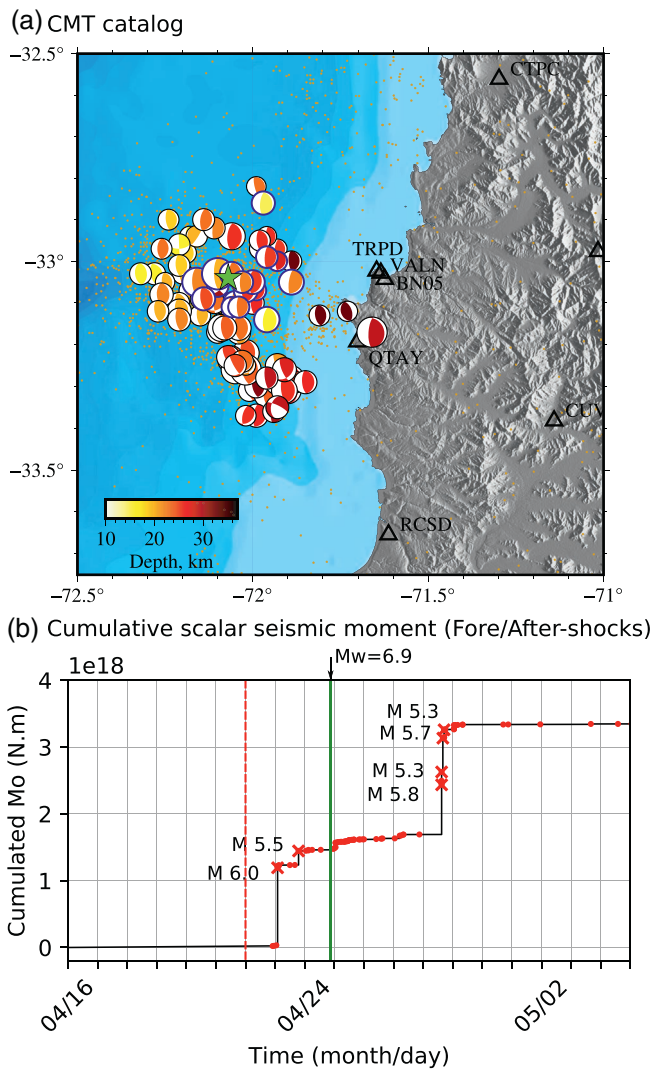 (a) CMT catalog
−32.5°
CTPC
−33°
TRPD
VALN
BN05
QTAY
CUV
−33.5°
10 20 30
Depth, km
RCSD
−72.5° −72° −71.5° −71°
(b) Cumulative scalar seismic moment (Fore/After-shocks)
1e18
Mw=6.9
4
3
2
1
0
Cumulated Mo (N.m)
M 5.3
M 5.7
M 5.3
M 5.8
M 5.5
M 6.0
04/16 04/24 05/02
Time (month/day)